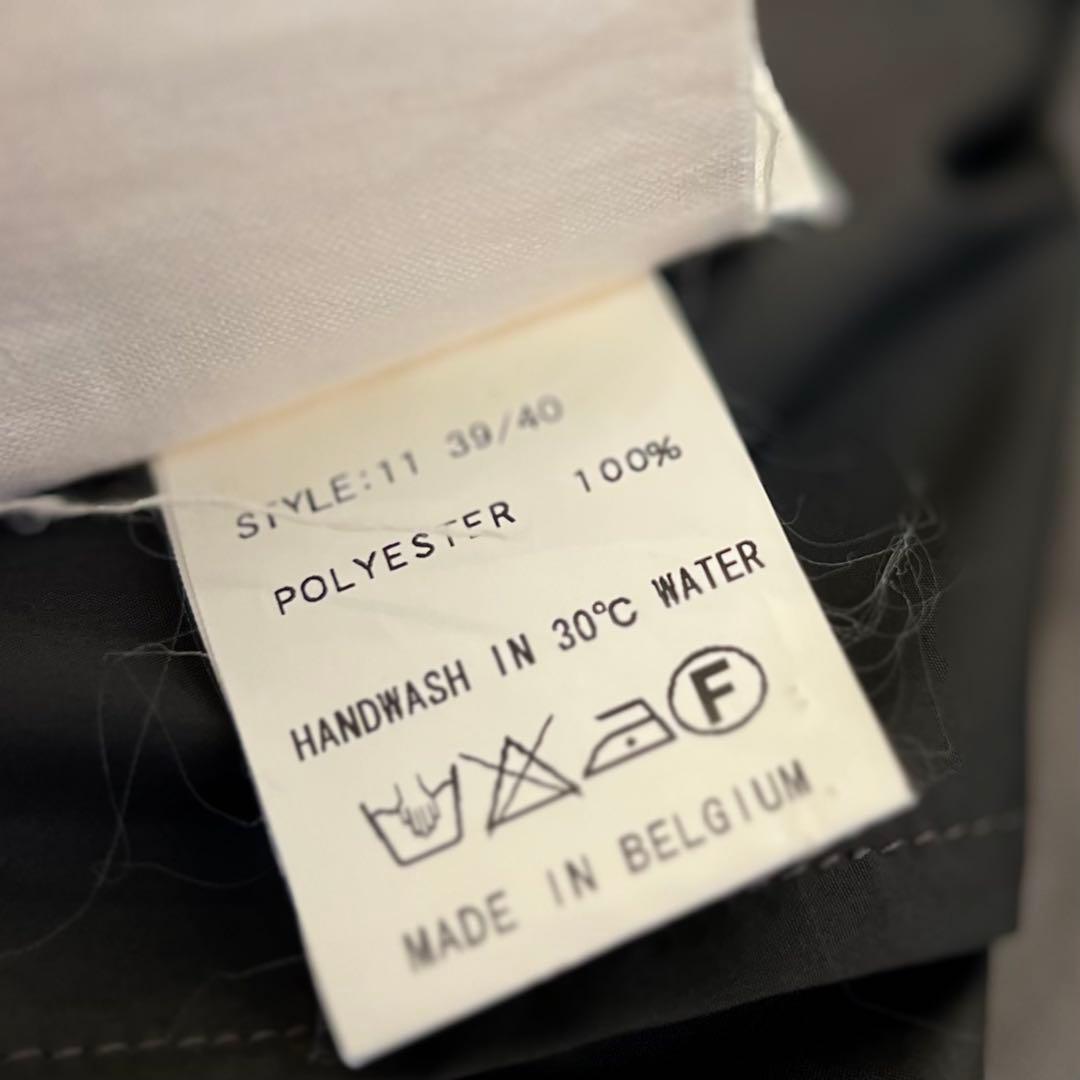 STYLE:11 39/40
POLYESTER 100%
HANDWASH IN 30°C WATER
F
MADE IN BELGIUM